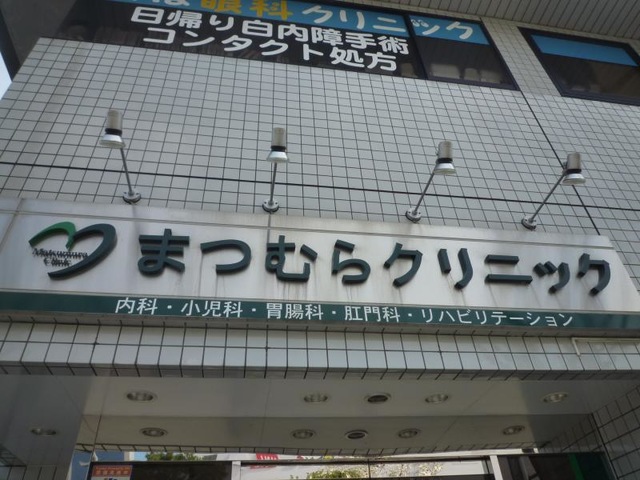 眼科クリニック
日帰り白内障手術
コンタクト処方
Matsumura
Clinic
まつむらクリニック
内科・小児科・胃腸科・肛門科・リハビリテーション